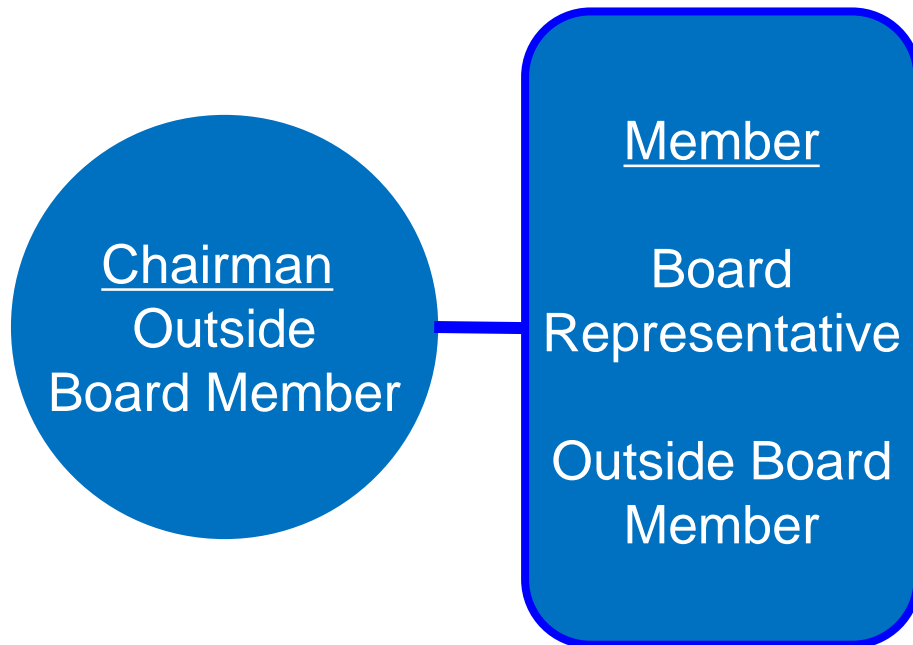 Chairman
Outside
Board Member
Member
Board
Representative
Outside Board
Member